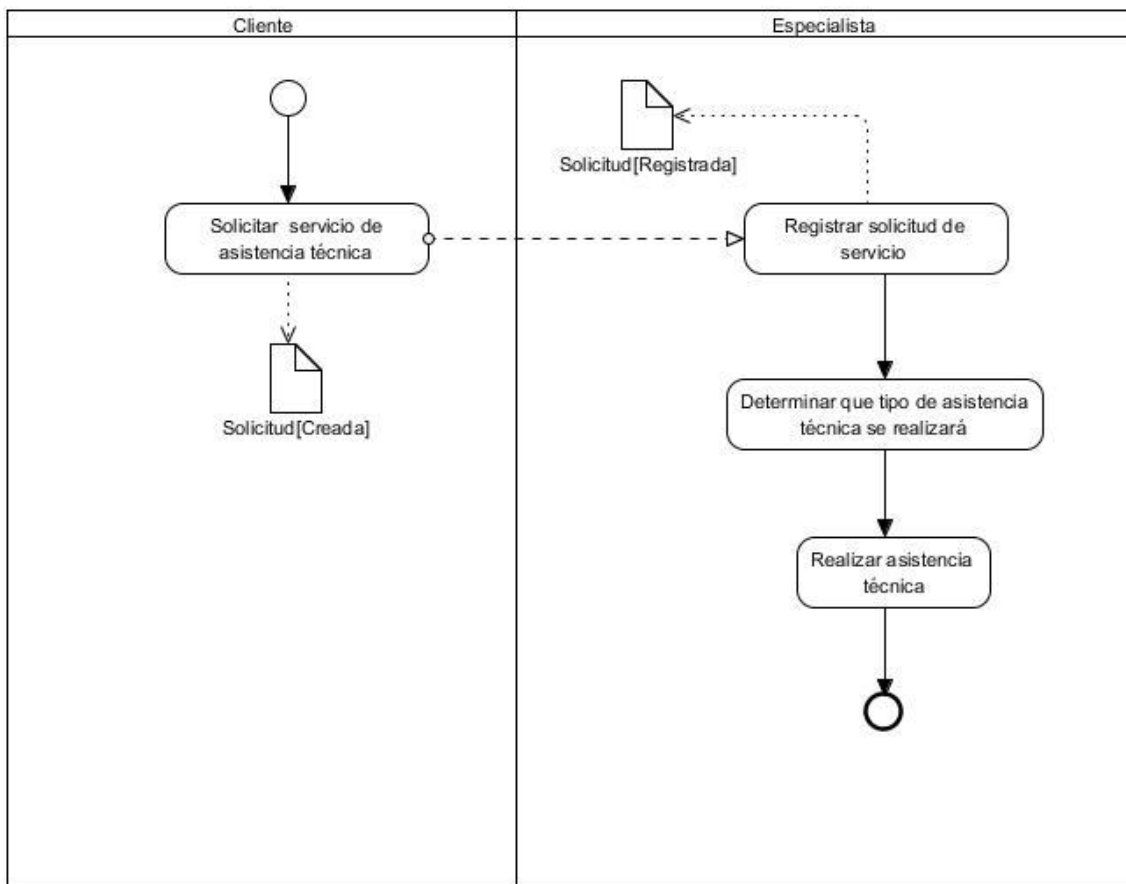 Cliente
Especialista
Solicitud[Registrada]
Solicitar servicio de
asistencia técnica
Registrar solicitud de
servicio
Solicitud[Creada]
Determinar que tipo de asistencia
técnica se realizará
Realizar asistencia
técnica